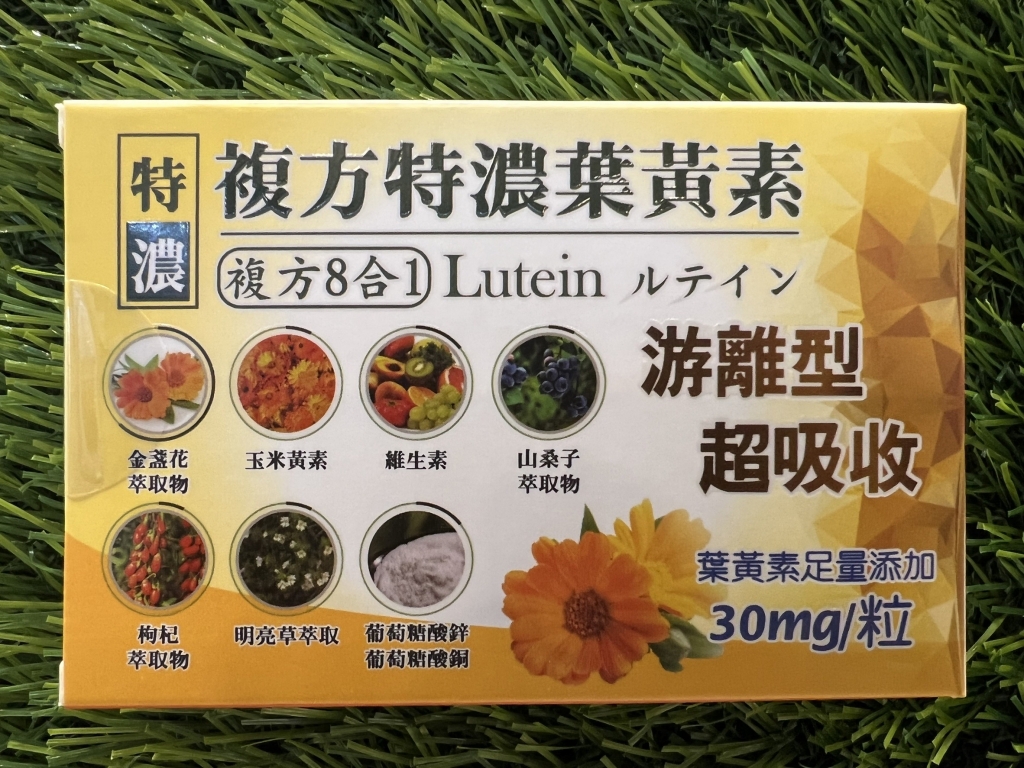 特濃
複方特濃葉黃素
複方8合1 Lutein ルテイン
游離型
超吸收
金盞花
萃取物
玉米黃素
維生素
山桑子
萃取物
枸杞
萃取物
明亮草萃取
葡萄糖酸鋅
葡萄糖酸銅
葉黃素足量添加
30mg/粒